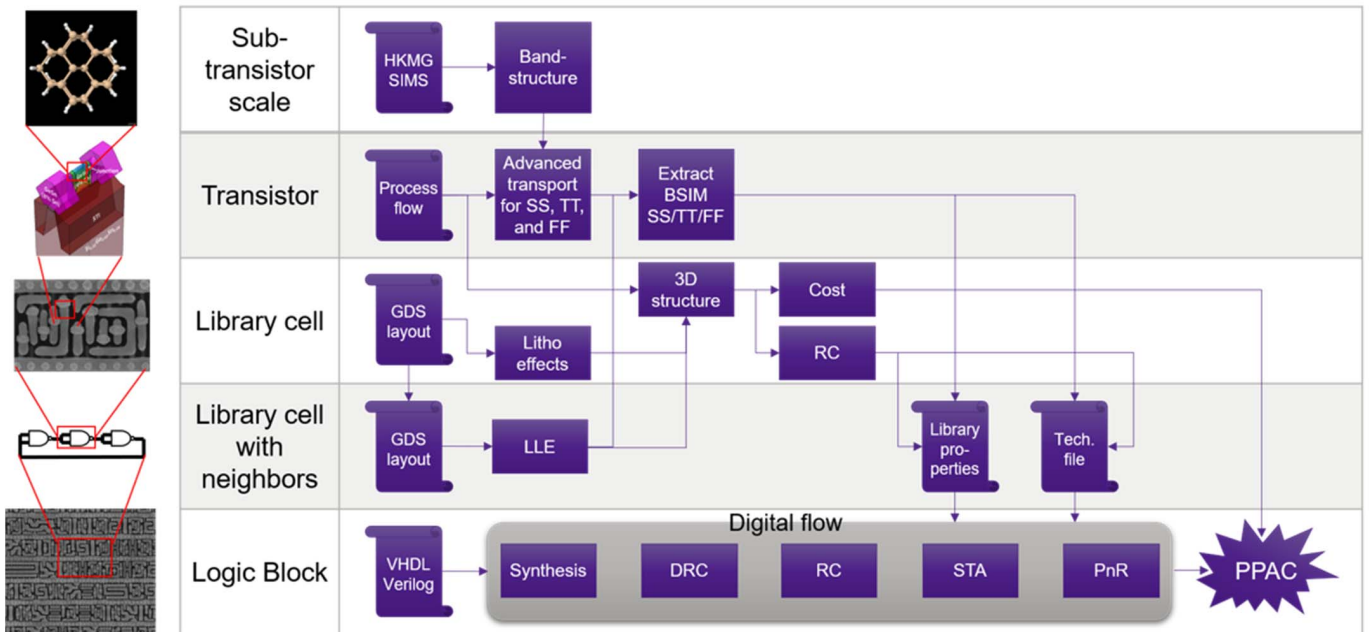 Sub-
transistor
scale
HKMG
SIMS
Band-
structure
Transistor
Process
flow
Advanced
transport
for SS, TT,
and FF
Extract
BSIM
SS/TT/FF
Library cell
GDS
layout
Litho
effects
3D
structure
Cost
RC
Library cell
with
neighbors
GDS
layout
LLE
Library
pro-
perties
Tech.
file
Logic Block
VHDL
Verilog
Digital flow
Synthesis
DRC
RC
STA
PnR
PPAC
STI